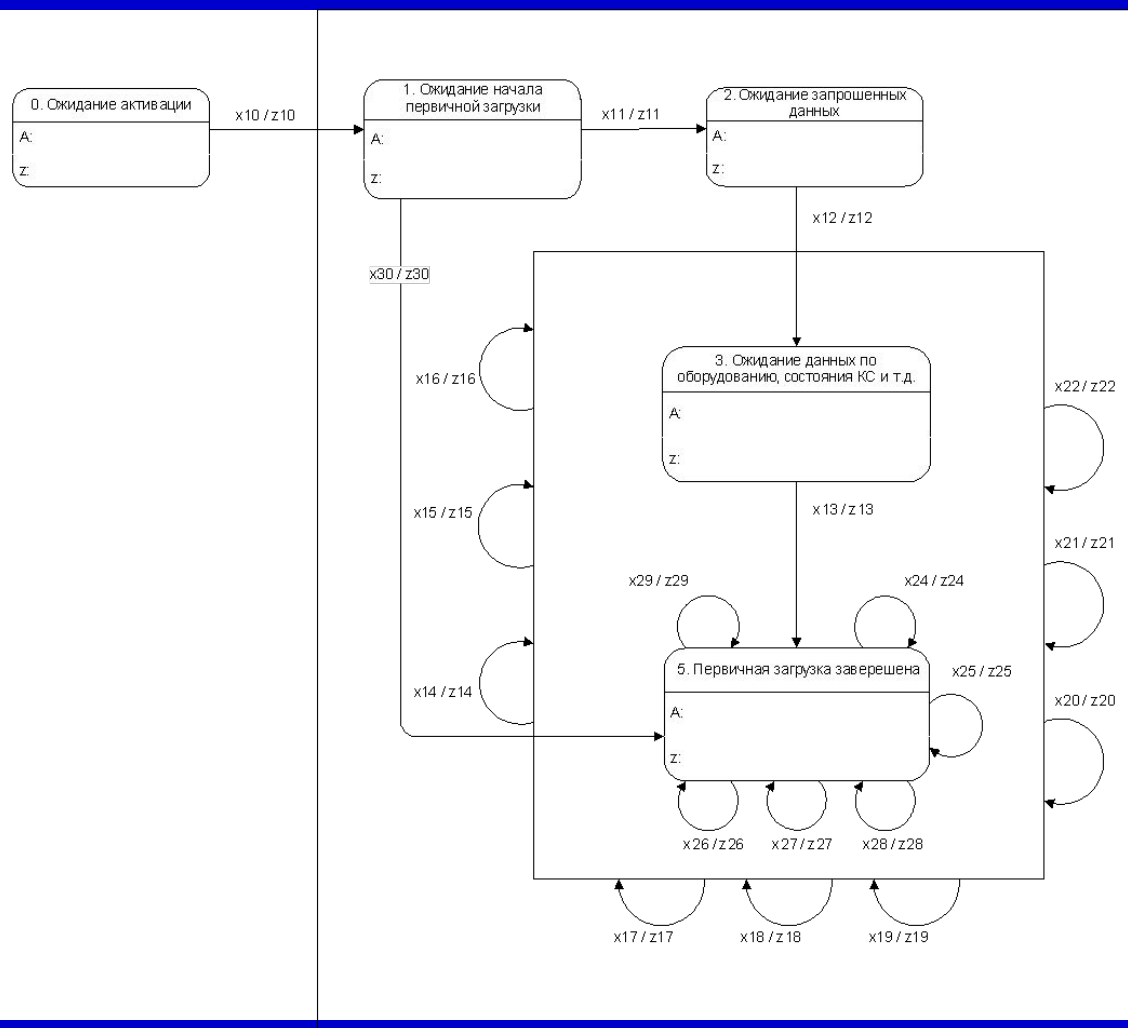 0. Ожидание активации
A:
z:
x10 / z10
1. Ожидание начала
первичной загрузки
A:
z:
x11 / z11
2. Ожидание запрошенных
данных
A:
z:
x12 / z12
x30 / z30
3. Ожидание данных по
оборудованию, состояния КС и т.д.
A:
z:
x16 / z16
x22 / z22
x15 / z15
x13 / z13
x21 / z21
x29 / z29
x24 / z24
5. Первичная загрузка заверешена
A:
z:
x25 / z25
x14 / z14
x20 / z20
x26 / z26
x27 / z27
x28 / z28
x17 / z17
x18 / z18
x19 / z19